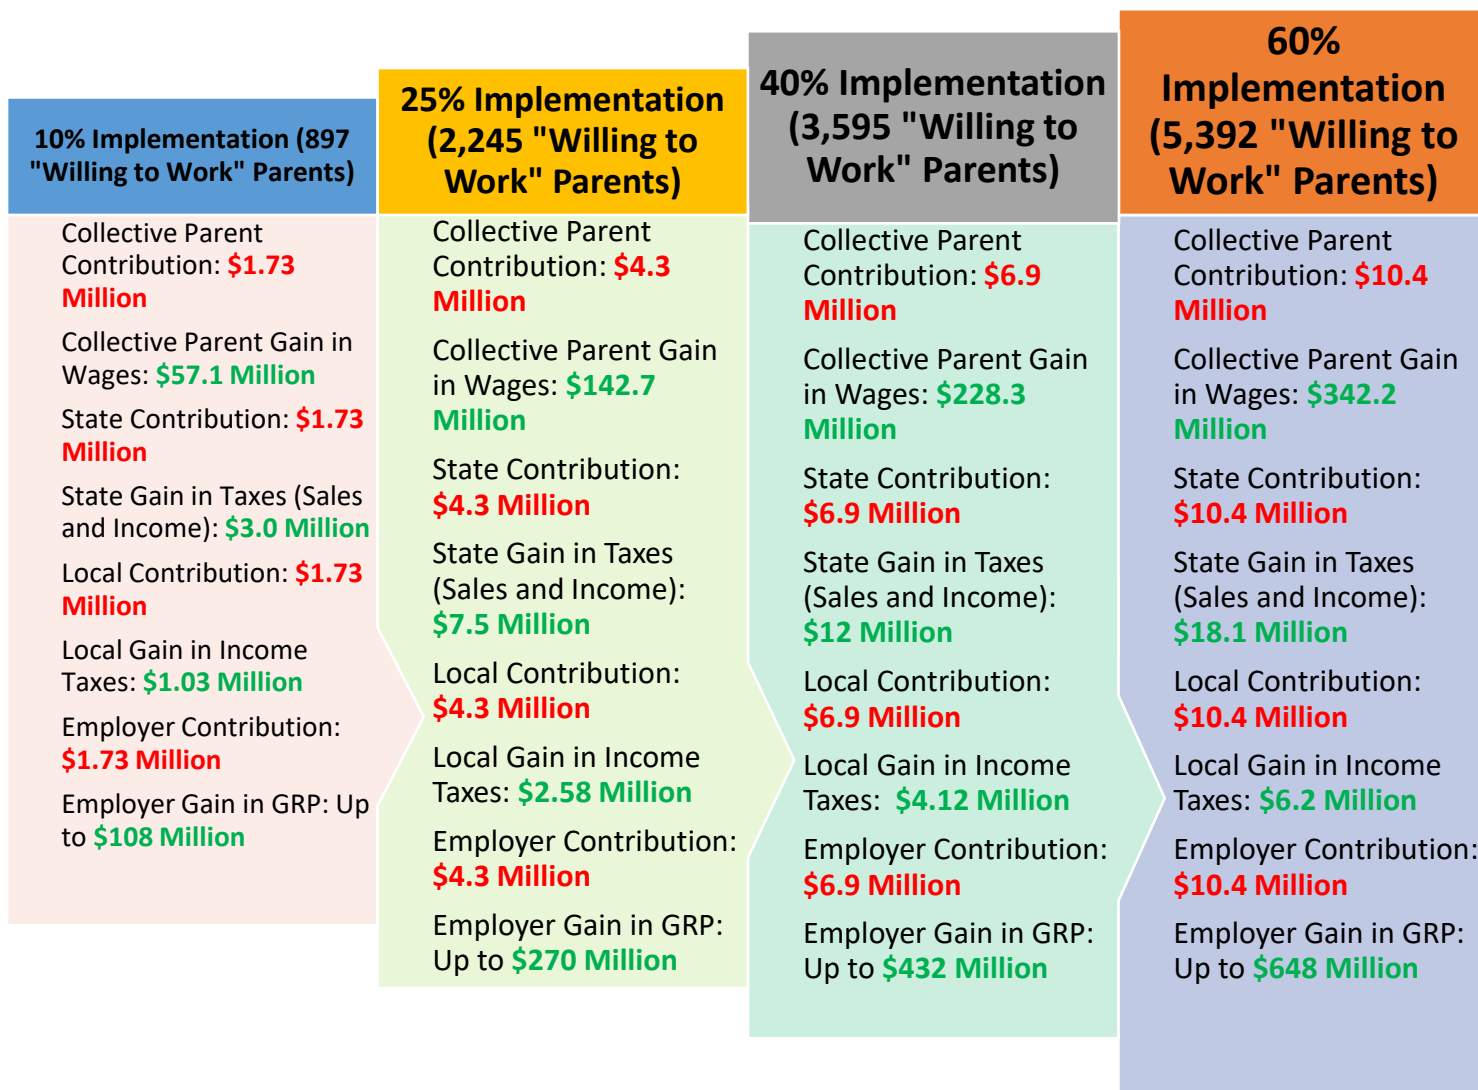 10% Implementation (897
"Willing to Work" Parents)
Collective Parent
Contribution: $1.73
Million
Collective Parent Gain in
Wages: $57.1 Million
State Contribution: $1.73
Million
State Gain in Taxes (Sales
and Income): $3.0 Million
Local Contribution: $1.73
Million
Local Gain in Income
Taxes: $1.03 Million
Employer Contribution:
$1.73 Million
Employer Gain in GRP: Up
to $108 Million
25% Implementation
(2,245 "Willing to
Work" Parents)
Collective Parent
Contribution: $4.3
Million
Collective Parent Gain
in Wages: $142.7
Million
State Contribution:
$4.3 Million
State Gain in Taxes
(Sales and Income):
$7.5 Million
Local Contribution:
$4.3 Million
Local Gain in Income
Taxes: $2.58 Million
Employer Contribution:
$4.3 Million
Employer Gain in GRP:
Up to $270 Million
40% Implementation
(3,595 "Willing to
Work" Parents)
Collective Parent
Contribution: $6.9
Million
Collective Parent Gain
in Wages: $228.3
Million
State Contribution:
$6.9 Million
State Gain in Taxes
(Sales and Income):
$12 Million
Local Contribution:
$6.9 Million
Local Gain in Income
Taxes: $4.12 Million
Employer Contribution:
$6.9 Million
Employer Gain in GRP:
Up to $432 Million
60%
Implementation
(5,392 "Willing to
Work" Parents)
Collective Parent
Contribution: $10.4
Million
Collective Parent Gain
in Wages: $342.2
Million
State Contribution:
$10.4 Million
State Gain in Taxes
(Sales and Income):
$18.1 Million
Local Contribution:
$10.4 Million
Local Gain in Income
Taxes: $6.2 Million
Employer Contribution:
$10.4 Million
Employer Gain in GRP:
Up to $648 Million